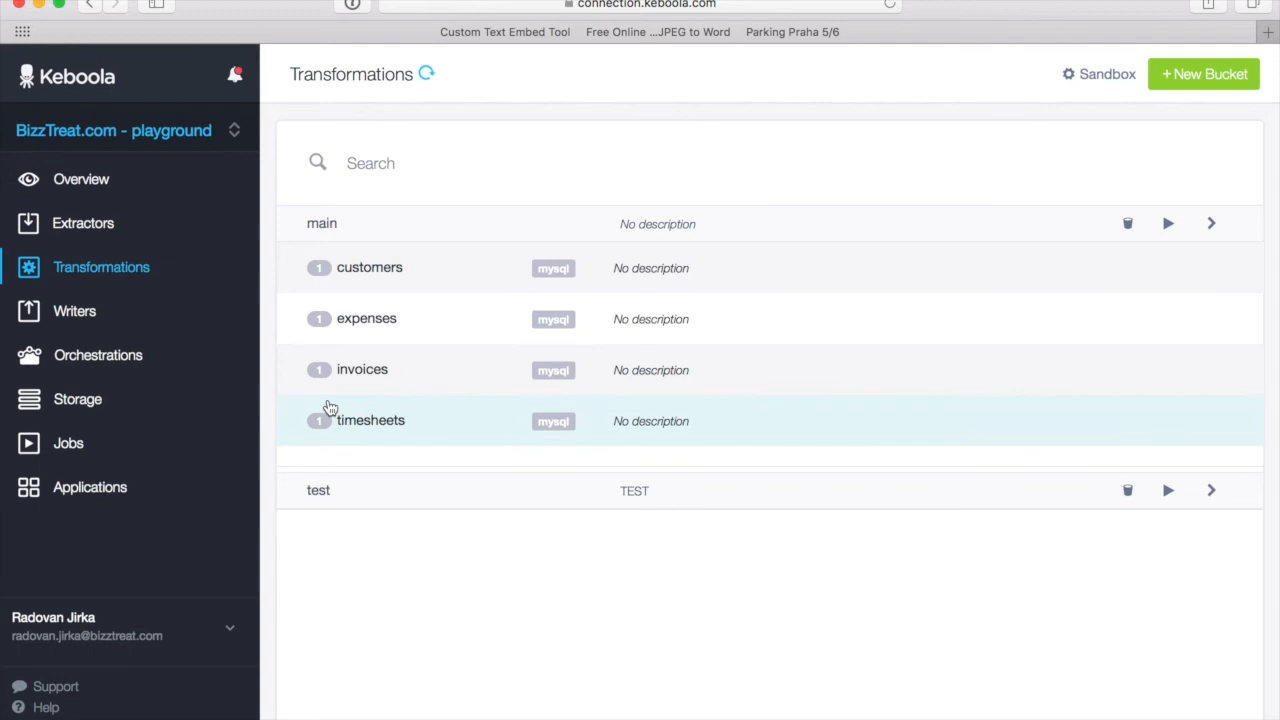 connection.keboola.com
Custom Text Embed Tool Free Online ...JPEG to Word Parking Praha 5/6
Keboola
BizzTreat.com - playground
Overview
Extractors
Transformations
Writers
Orchestrations
Storage
Jobs
Applications
Radovan Jirka
radovan.jirka@bizztreat.com
Support
Help
Transformations
Sandbox
+ New Bucket
Search
main No description
1 customers mysql No description
1 expenses mysql No description
1 invoices mysql No description
1 timesheets mysql No description
test TEST